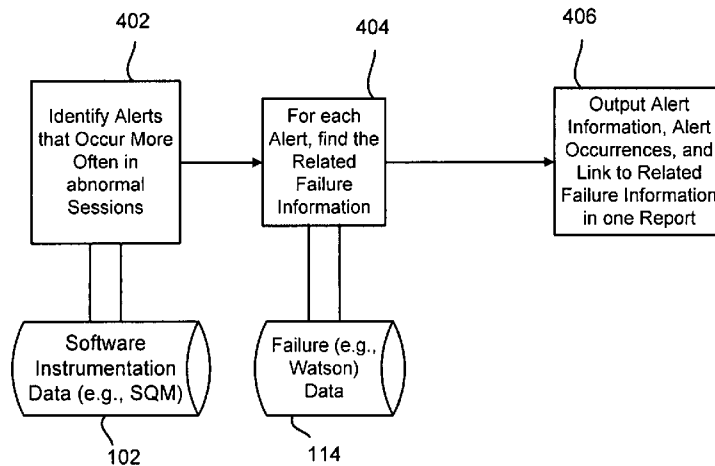 402
Identify Alerts
that Occur More
Often in
abnormal
Sessions
404
For each
Alert, find the
Related
Failure
Information
406
Output Alert
Information, Alert
Occurrences, and
Link to Related
Failure Information
in one Report
Software
Instrumentation
Data (e.g., SQM)
102
Failure (e.g.,
Watson)
Data
114